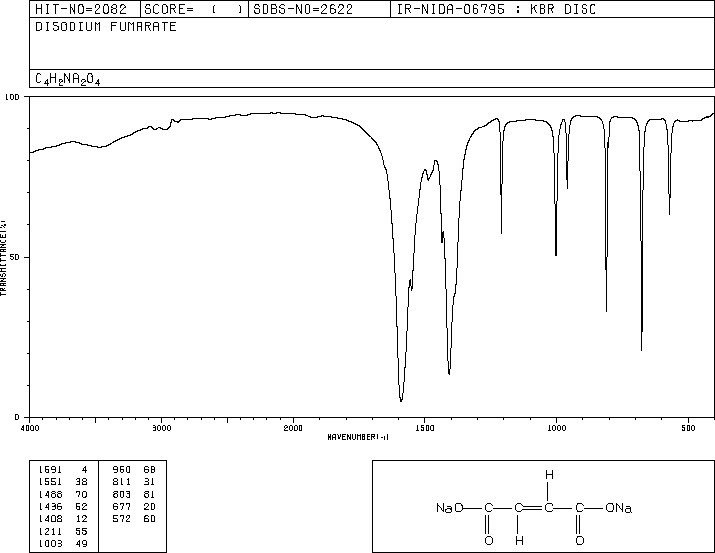 HIT-NO=2082 SCORE= ( ) SDBS-NO=2622 IR-NIDA-06795 : KBR DISC
DISODIUM FUMARATE
C4H2NA2O4
100
50
0
TRANSMITTANCE(%)
4000 3000 2000 1500 1000 500
WAVENUMBER(-1)
1591 4 960 68
1551 38 811 31
1488 70 803 81
1436 52 677 20
1408 12 572 60
1211 55
1003 49
H
NaO C C C C ONa
O H O